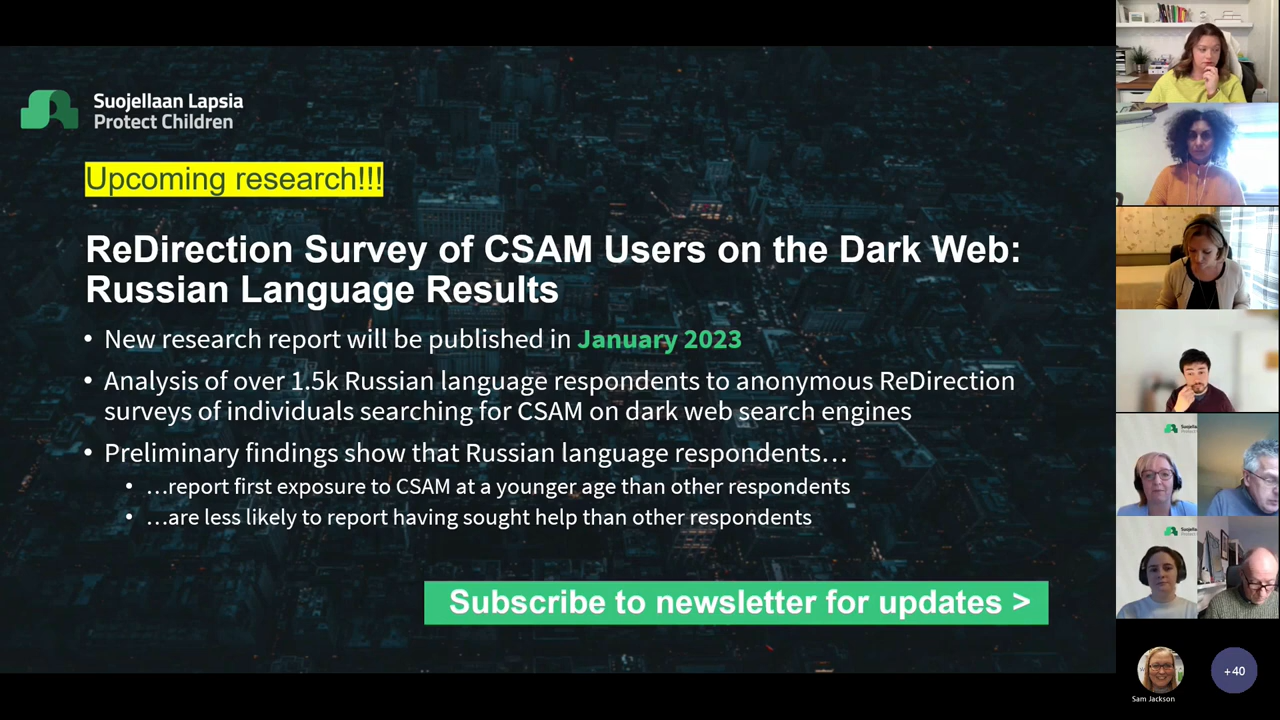 Suojellaan Lapsia
Protect Children
Upcoming research!!!
ReDirection Survey of CSAM Users on the Dark Web:
Russian Language Results
• New research report will be published in January 2023
• Analysis of over 1.5k Russian language respondents to anonymous ReDirection
surveys of individuals searching for CSAM on dark web search engines
• Preliminary findings show that Russian language respondents…
• …report first exposure to CSAM at a younger age than other respondents
• …are less likely to report having sought help than other respondents
Subscribe to newsletter for updates >
Sam Jackson
+40